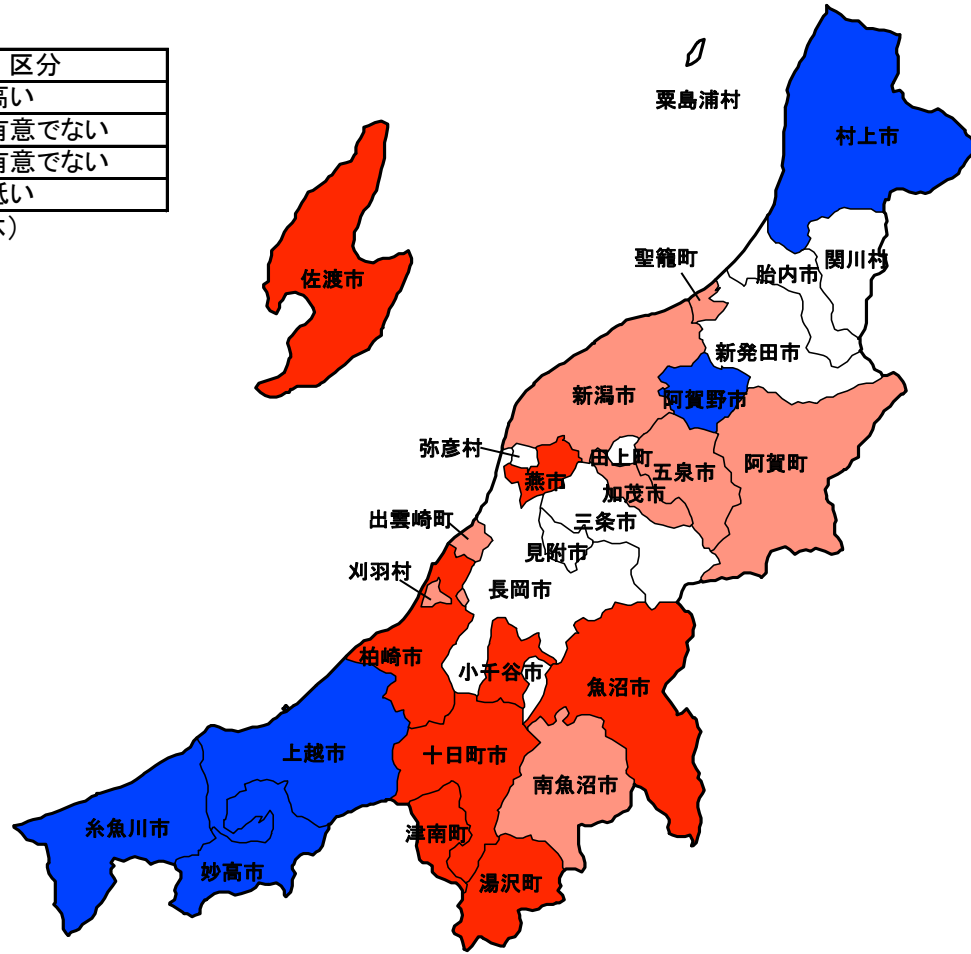 区分
高い
有意でない
有意でない
低い
粟島浦村
村上市
佐渡市
聖籠町
胎内市
関川村
新発田市
新潟市
阿賀野市
弥彦村
田上町
五泉市
阿賀町
燕市
加茂市
出雲崎町
三条市
見附市
刈羽村
長岡市
柏崎市
小千谷市
魚沼市
上越市
十日町市
南魚沼市
糸魚川市
津南町
妙高市
湯沢町